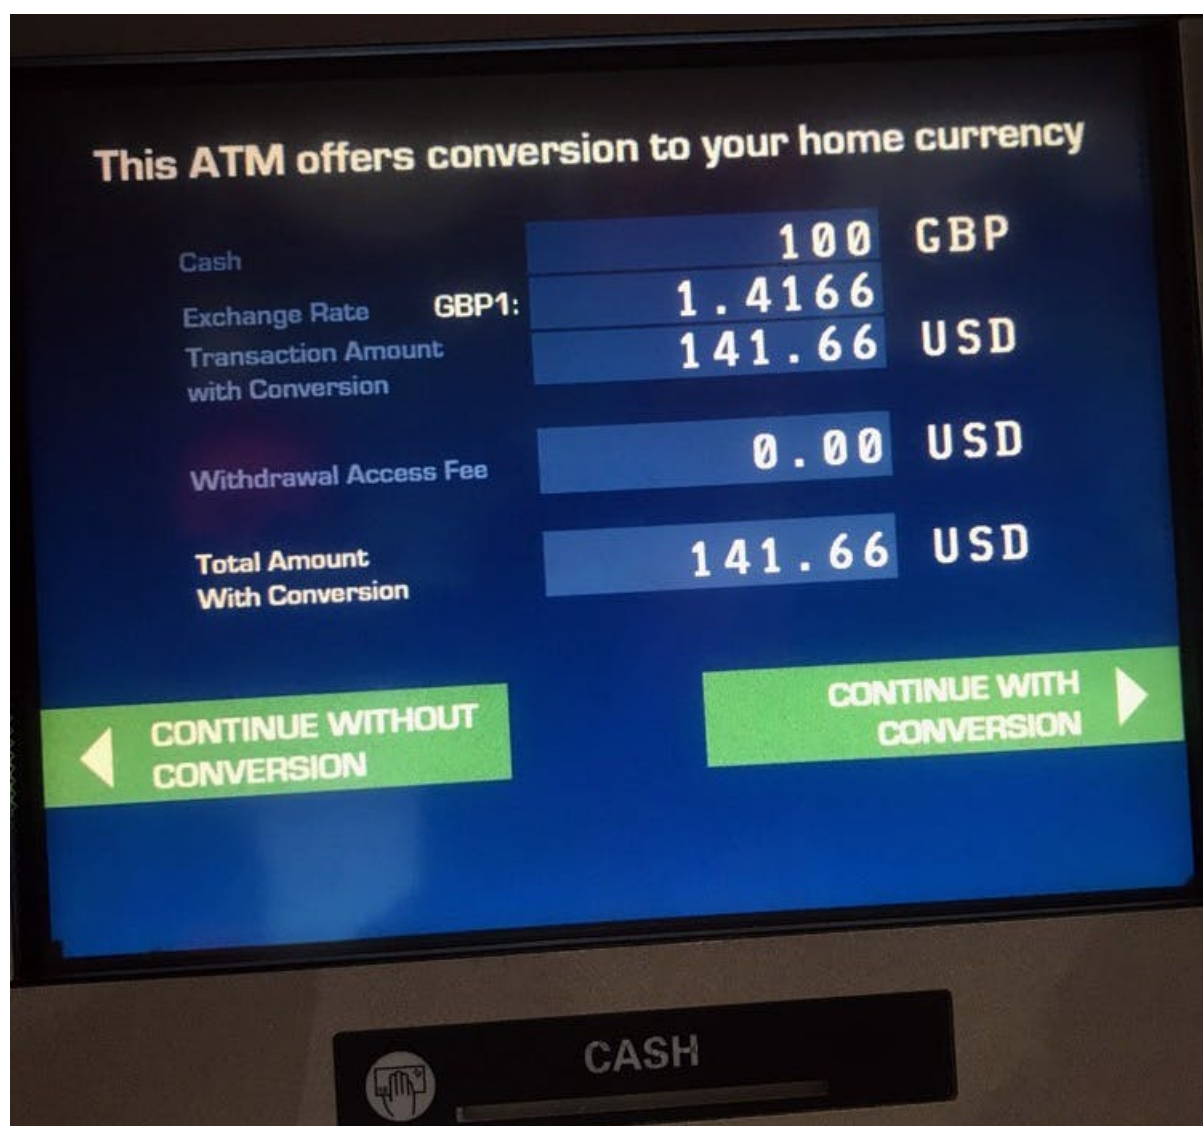 This ATM offers conversion to your home currency
Cash 100 GBP
Exchange Rate GBP1: 1.4166
Transaction Amount
with Conversion 141.66 USD
Withdrawal Access Fee 0.00 USD
Total Amount
With Conversion 141.66 USD
CONTINUE WITHOUT
CONVERSION
CONTINUE WITH
CONVERSION
CASH